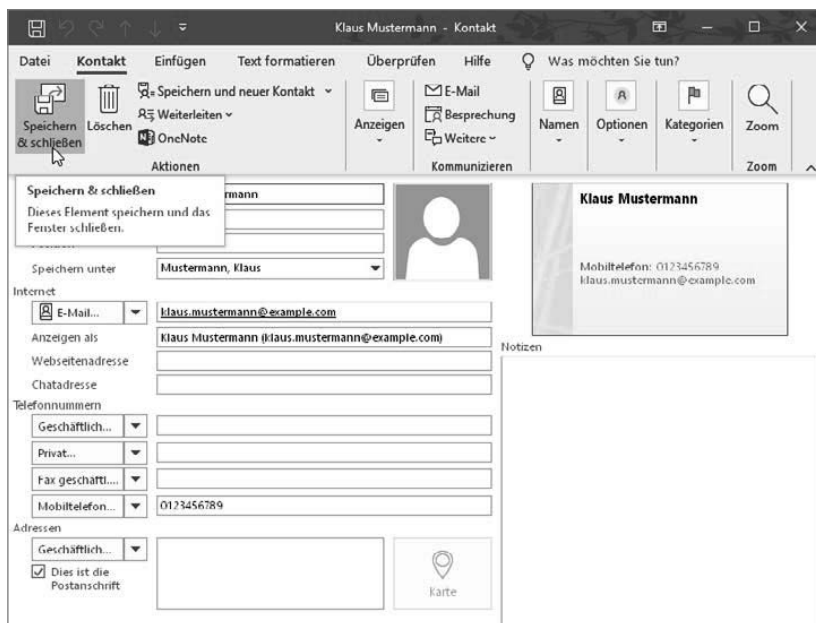 Klaus Mustermann - Kontakt
Datei Kontakt Einfügen Text formatieren Überprüfen Hilfe Was möchten Sie tun?
Speichern & schließen
Löschen
Speichern und neuer Kontakt
Weiterleiten
OneNote
Aktionen
Anzeigen
E-Mail
Besprechung
Weitere
Kommunizieren
Namen
Optionen
Kategorien
Zoom
Zoom
Speichern & schließen
Dieses Element speichern und das
Fenster schließen.
rmann
Speichern unter Mustermann, Klaus
Internet
E-Mail... klaus.mustermann@example.com
Anzeigen als Klaus Mustermann (klaus.mustermann@example.com)
Webseitenadresse
Chatadresse
Telefonnummern
Geschäftlich...
Privat...
Fax geschäftl....
Mobiltelefon... 0123456789
Adressen
Geschäftlich...
Dies ist die
Postanschrift
Karte
Klaus Mustermann
Mobiltelefon: 0123456789
klaus.mustermann@example.com
Notizen